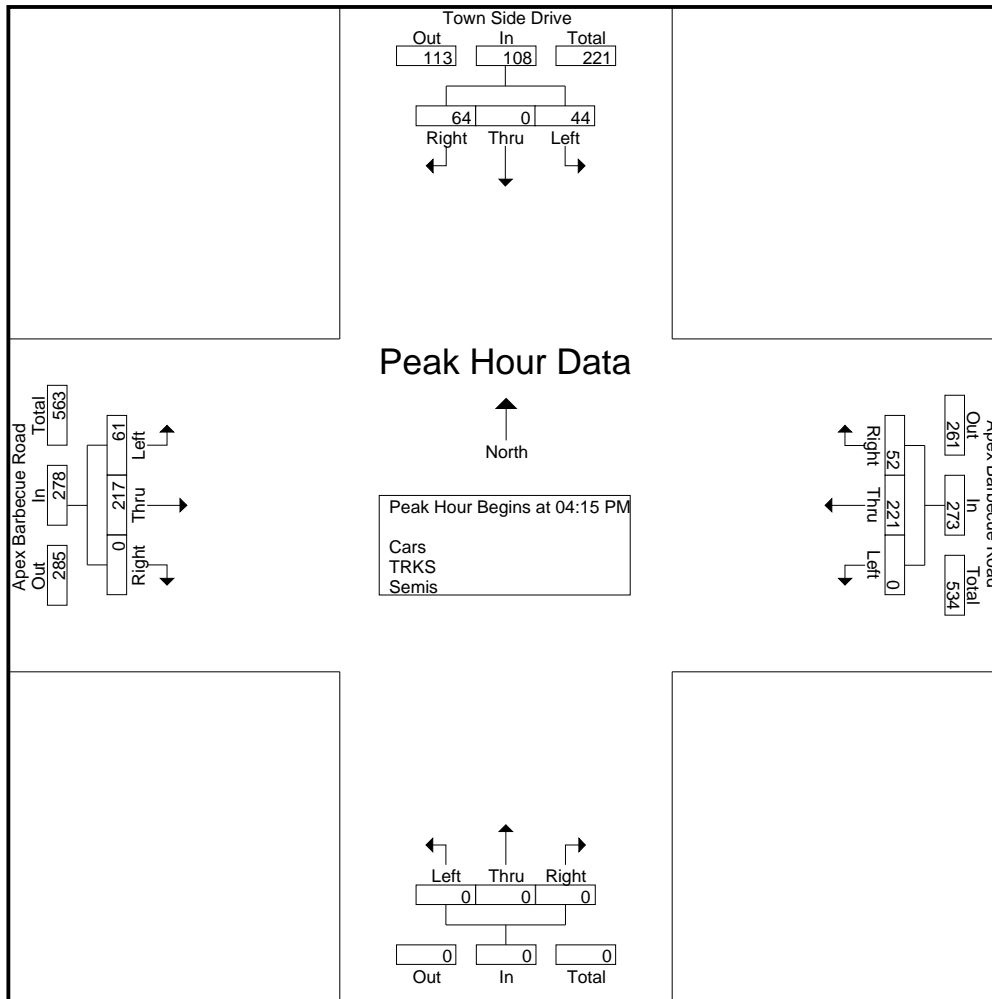 Town Side Drive
Out In Total
113 108 221
64 0 44
Right Thru Left
Peak Hour Data
North
Peak Hour Begins at 04:15 PM
Cars
TRKS
Semis
Apex Barbecue Road
Total In Out
563 278 285
61 217 0
Left Thru Right
Apex Barbecue Road
Out In Total
261 273 534
52 221 0
Right Thru Left
Left Thru Right
0 0 0
0 0 0
Out In Total